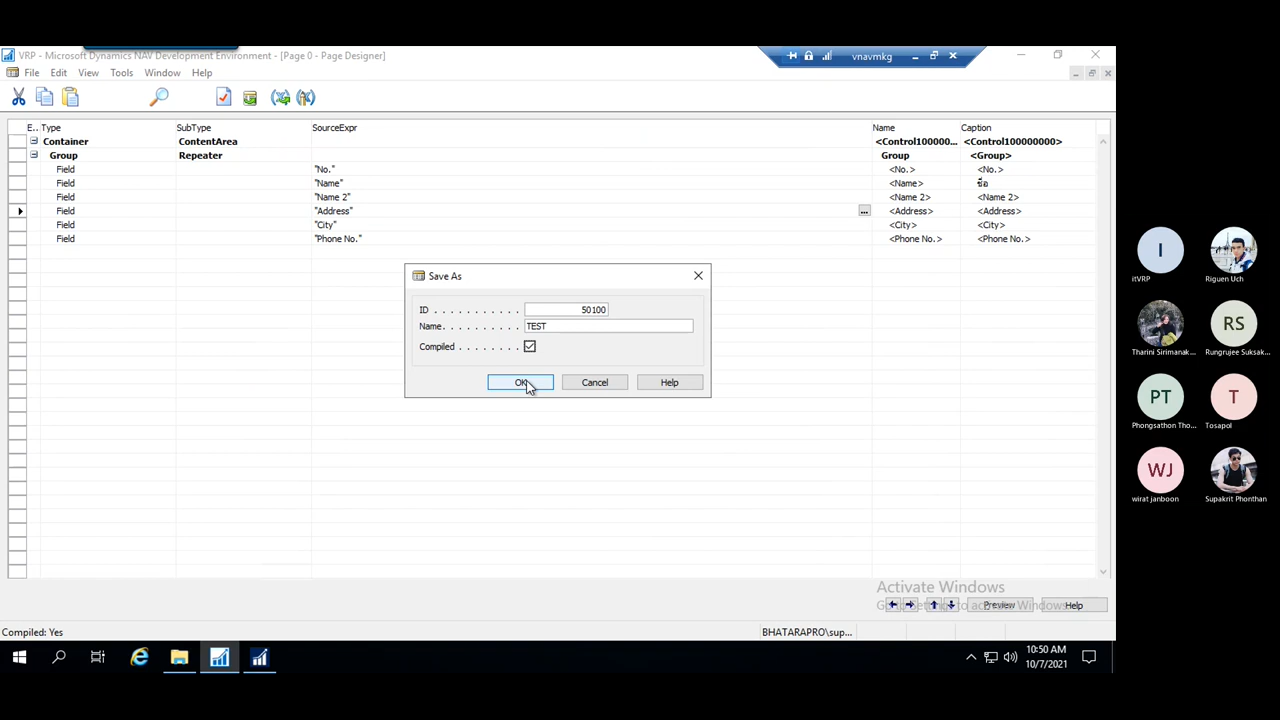 VRP - Microsoft Dynamics NAV Development Environment - [Page 0 - Page Designer]
vnavmkg
File Edit View Tools Window Help
E.. Type SubType SourceExpr Name Caption
Container ContentArea <Control100000... <Control100000000>
Group Repeater Group <Group>
Field "No." <No.> <No.>
Field "Name" <Name> ชื่อ
Field "Name 2" <Name 2> <Name 2>
Field "Address" ... <Address> <Address>
Field "City" <City> <City>
Field "Phone No." <Phone No.> <Phone No.>
Save As
ID . . . . . . . . . . . 50100
Name. . . . . . . . . . TEST
Compiled . . . . . . . .
OK Cancel Help
Activate Windows
Preview Help
Compiled: Yes
BHATARAPRO\sup...
10:50 AM
10/7/2021
I
itVRP
Riguen Uch
Tharini Sirimanak...
RS
Rungrujee Suksak...
PT
Phongsathon Tho...
T
Tosapol
WJ
wirat janboon
Supakrit Phonthan